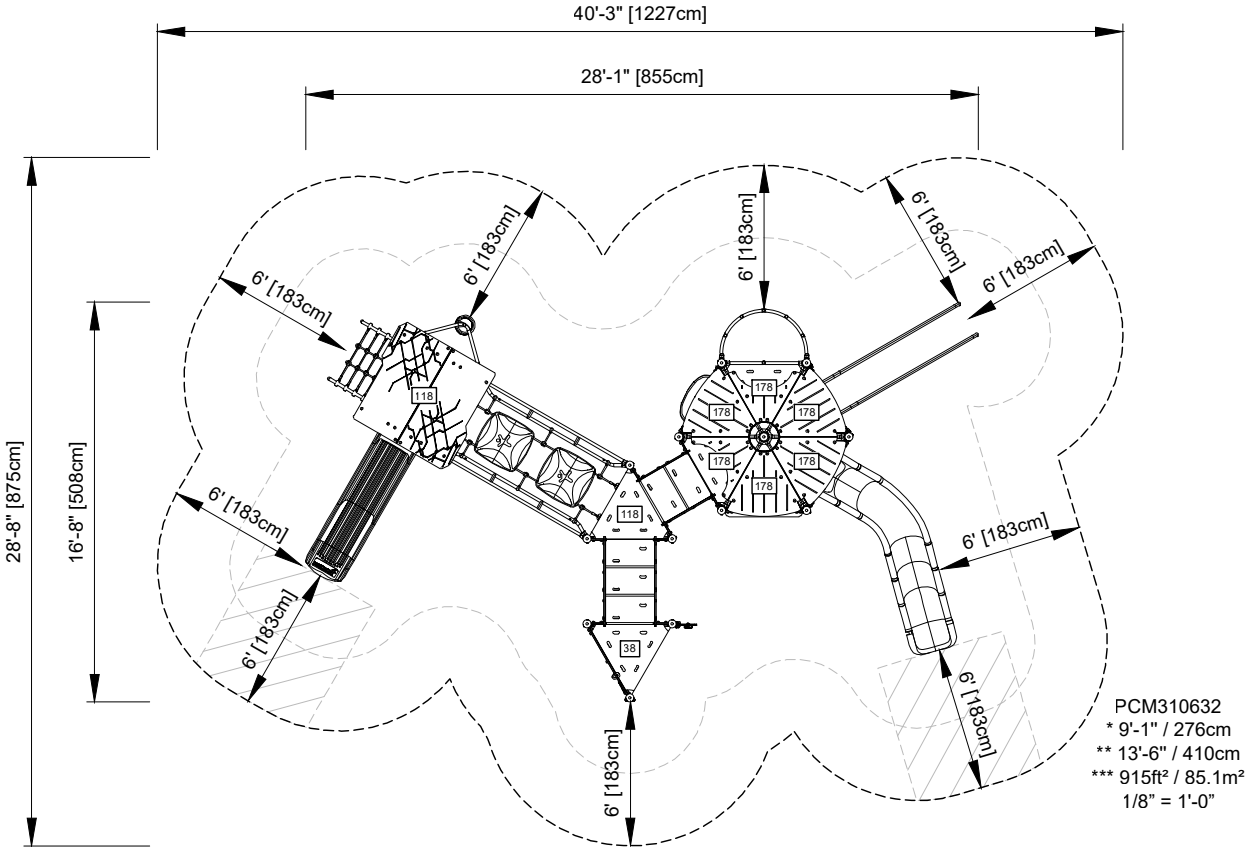 40'-3" [1227cm]
28'-1" [855cm]
28'-8" [875cm]
16'-8" [508cm]
6' [183cm]
6' [183cm]
6' [183cm]
6' [183cm]
6' [183cm]
118
178
178
178
178
178
178
118
38
6' [183cm]
6' [183cm]
6' [183cm]
6' [183cm]
6' [183cm]
PCM310632
* 9'-1" / 276cm
** 13'-6" / 410cm
*** 915ft² / 85.1m²
1/8” = 1'-0”